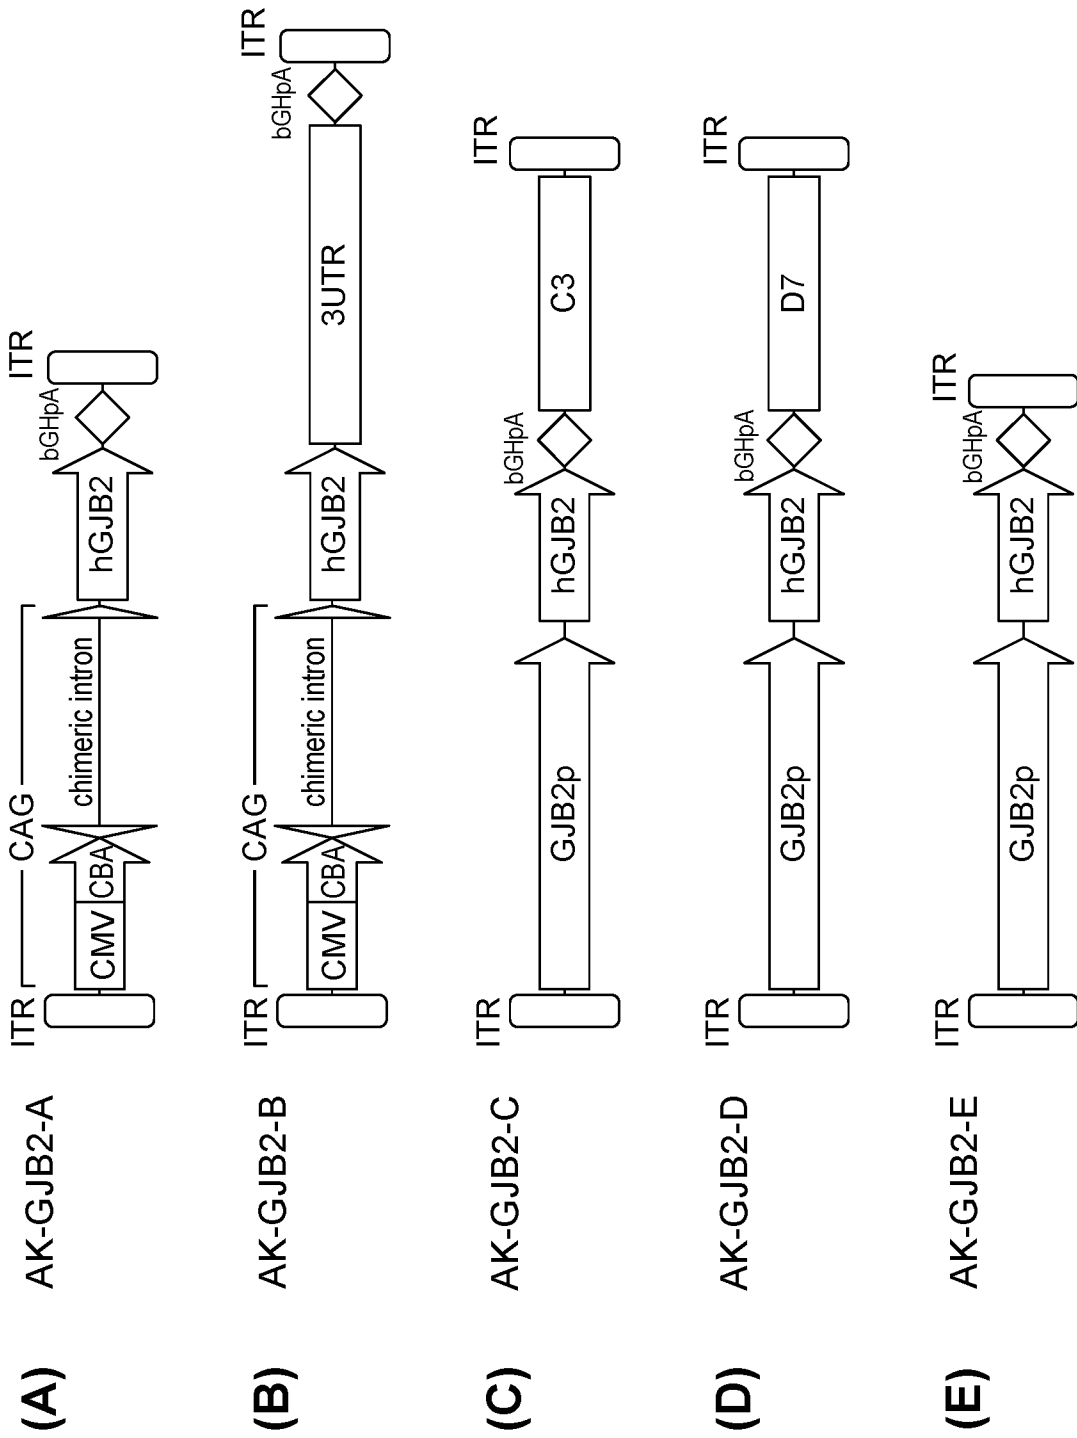 (A)
AK-GJB2-A
ITR
CAG
CMV
CBA
chimeric intron
hGJB2
bGHpA
ITR
(B)
AK-GJB2-B
ITR
CAG
CMV
CBA
chimeric intron
hGJB2
3UTR
bGHpA
ITR
(C)
AK-GJB2-C
ITR
GJB2p
hGJB2
bGHpA
C3
ITR
(D)
AK-GJB2-D
ITR
GJB2p
hGJB2
bGHpA
D7
ITR
(E)
AK-GJB2-E
ITR
GJB2p
hGJB2
bGHpA
ITR